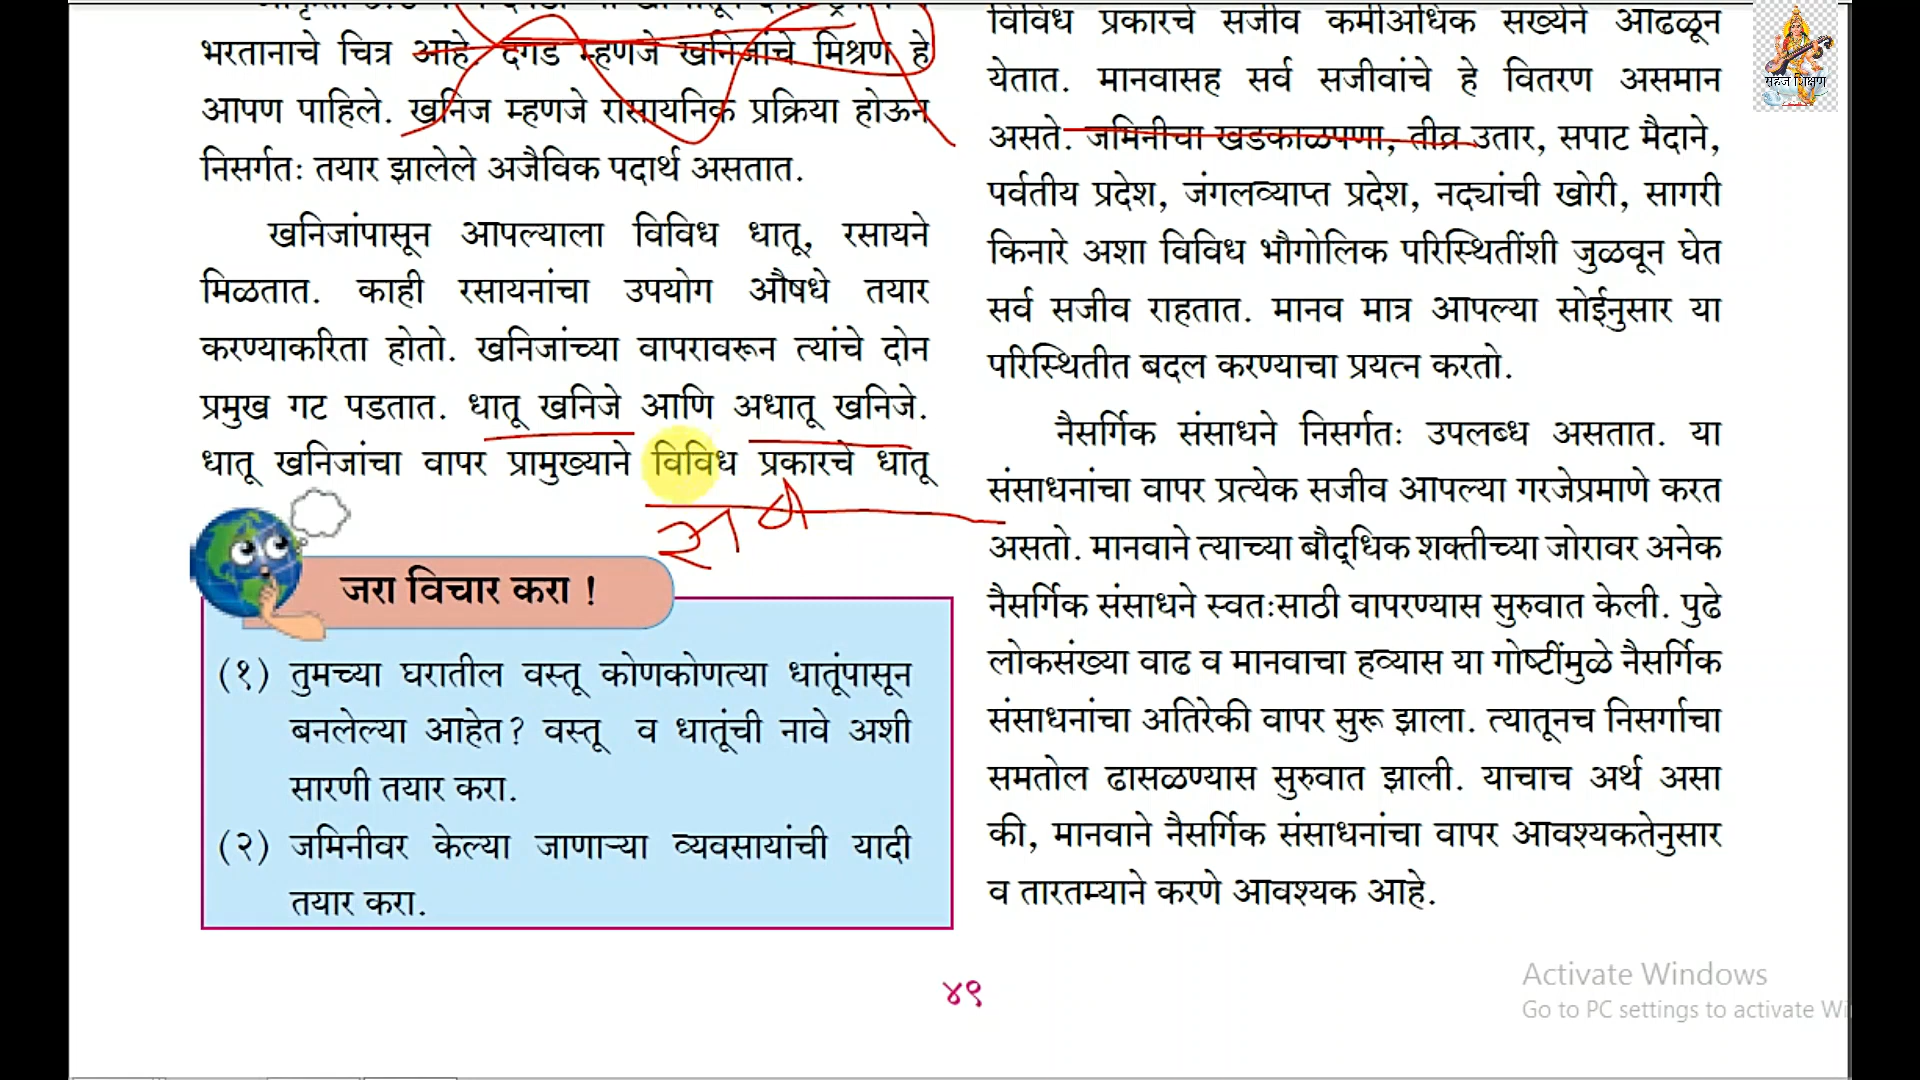 भरतानाचे चित्र आहे. दगड म्हणजे खनिजांचे मिश्रण हे
आपण पाहिले. खनिज म्हणजे रासायनिक प्रक्रिया होऊन
निसर्गतः तयार झालेले अजैविक पदार्थ असतात.
खनिजांपासून आपल्याला विविध धातू, रसायने
मिळतात. काही रसायनांचा उपयोग औषधे तयार
करण्याकरिता होतो. खनिजांच्या वापरावरून त्यांचे दोन
प्रमुख गट पडतात. धातू खनिजे आणि अधातू खनिजे.
धातू खनिजांचा वापर प्रामुख्याने विविध प्रकारचे धातू
जरा विचार करा !
(१) तुमच्या घरातील वस्तू कोणकोणत्या धातूंपासून
बनलेल्या आहेत? वस्तू व धातूंची नावे अशी
सारणी तयार करा.
(२) जमिनीवर केल्या जाणाऱ्या व्यवसायांची यादी
तयार करा.
विविध प्रकारचे सजीव कमीअधिक संख्येने आढळून
येतात. मानवासह सर्व सजीवांचे हे वितरण असमान
असते. जमिनीचा खडकाळपणा, तीव्र उतार, सपाट मैदाने,
पर्वतीय प्रदेश, जंगलव्याप्त प्रदेश, नद्यांची खोरी, सागरी
किनारे अशा विविध भौगोलिक परिस्थितींशी जुळवून घेत
सर्व सजीव राहतात. मानव मात्र आपल्या सोईनुसार या
परिस्थितीत बदल करण्याचा प्रयत्न करतो.
नैसर्गिक संसाधने निसर्गतः उपलब्ध असतात. या
संसाधनांचा वापर प्रत्येक सजीव आपल्या गरजेप्रमाणे करत
असतो. मानवाने त्याच्या बौद्धिक शक्तीच्या जोरावर अनेक
नैसर्गिक संसाधने स्वतःसाठी वापरण्यास सुरुवात केली. पुढे
लोकसंख्या वाढ व मानवाचा हव्यास या गोष्टींमुळे नैसर्गिक
संसाधनांचा अतिरेकी वापर सुरू झाला. त्यातूनच निसर्गाचा
समतोल ढासळण्यास सुरुवात झाली. याचाच अर्थ असा
की, मानवाने नैसर्गिक संसाधनांचा वापर आवश्यकतेनुसार
व तारतम्याने करणे आवश्यक आहे.
४९
सहज शिक्षण
Activate Windows
Go to PC settings to activate